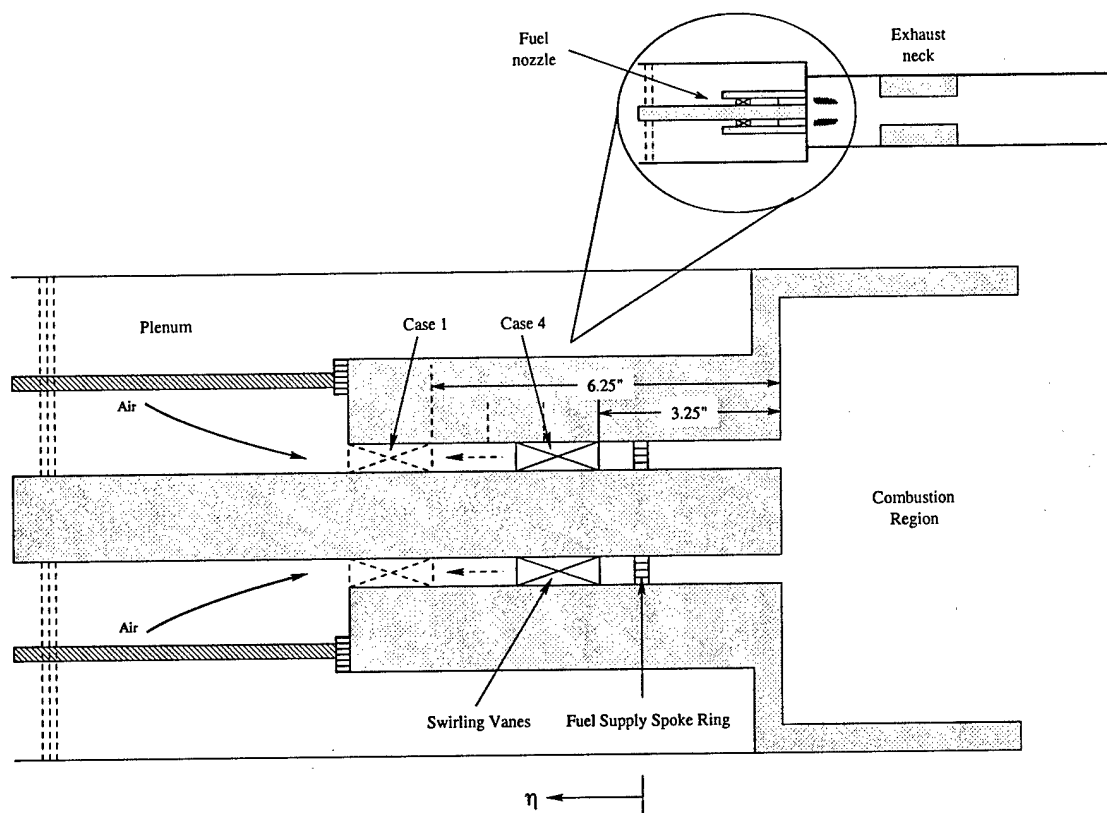 Fuel
nozzle
Exhaust
neck
Plenum
Case 1
Case 4
6.25"
3.25"
Air
Combustion
Region
Air
Swirling Vanes
Fuel Supply Spoke Ring
η